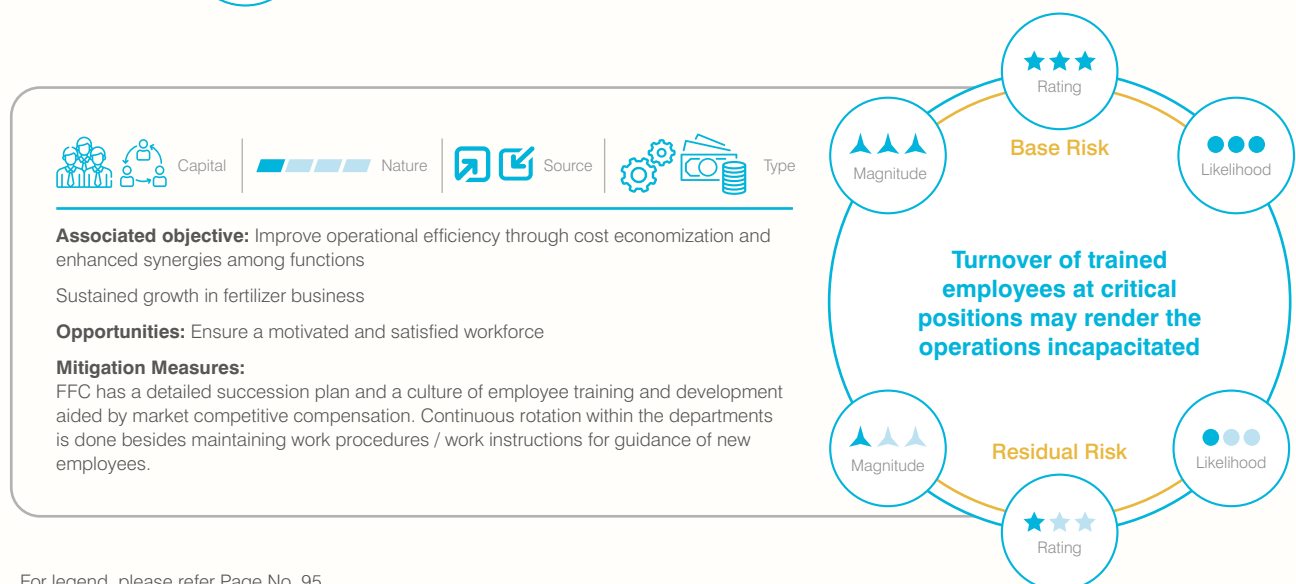 Capital
Nature
Source
Type
Associated objective: Improve operational efficiency through cost economization and
enhanced synergies among functions
Sustained growth in fertilizer business
Opportunities: Ensure a motivated and satisfied workforce
Mitigation Measures:
FFC has a detailed succession plan and a culture of employee training and development
aided by market competitive compensation. Continuous rotation within the departments
is done besides maintaining work procedures / work instructions for guidance of new
employees.
Rating
Base Risk
Magnitude
Likelihood
Turnover of trained
employees at critical
positions may render the
operations incapacitated
Residual Risk
Magnitude
Likelihood
Rating
For legend, please refer Page No. 95